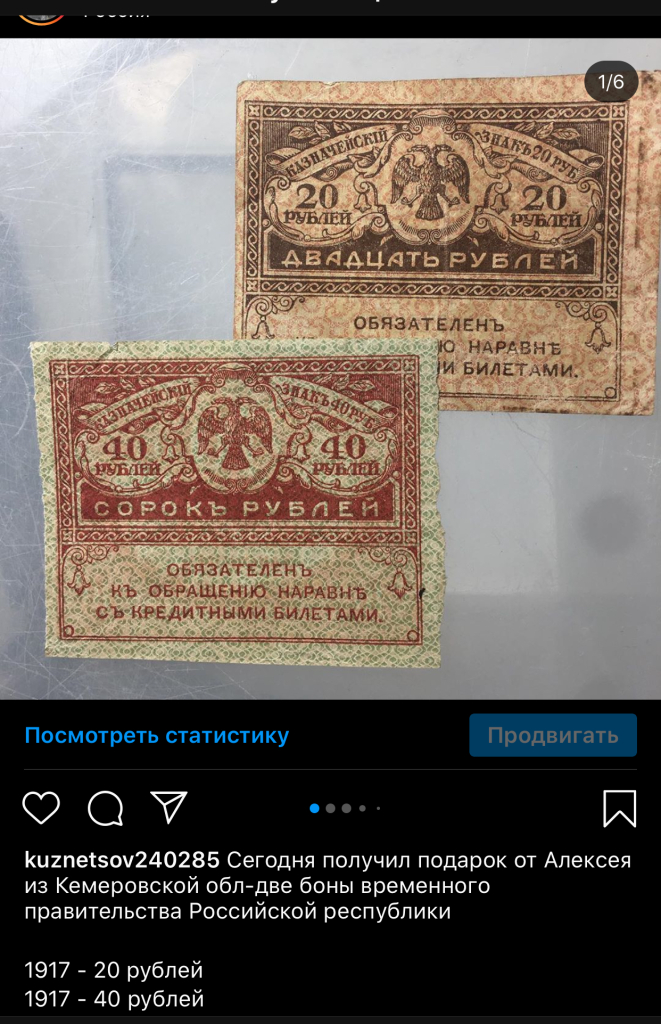 Россия
1/6
КАЗНАЧЕЙСКІЙ ЗНАКЪ 20 РУБ.
20 20
РУБЛЕЙ РУБЛЕЙ
ДВАДЦАТЬ РУБЛЕЙ
ОБЯЗАТЕЛЕНЪ
Ю НАРАВНѢ
И БИЛЕТАМИ.
КАЗНАЧЕЙСКІЙ ЗНАКЪ 40 РУБ.
40 40
РУБЛЕЙ РУБЛЕЙ
СОРОКЪ РУБЛЕЙ
ОБЯЗАТЕЛЕНЪ
КЪ ОБРАЩЕНІЮ НАРАВНѢ
СЪ КРЕДИТНЫМИ БИЛЕТАМИ.
Посмотреть статистику
Продвигать
kuznetsov240285 Сегодня получил подарок от Алексея
из Кемеровской обл-две боны временного
правительства Российской республики
1917 - 20 рублей
1917 - 40 рублей